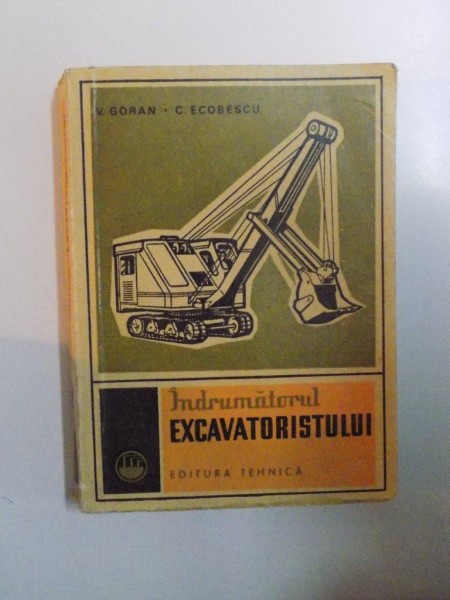 V. GORAN · C. ECOBESCU
Îndrumătorul
EXCAVATORISTULUI
EDITURA TEHNICĂ